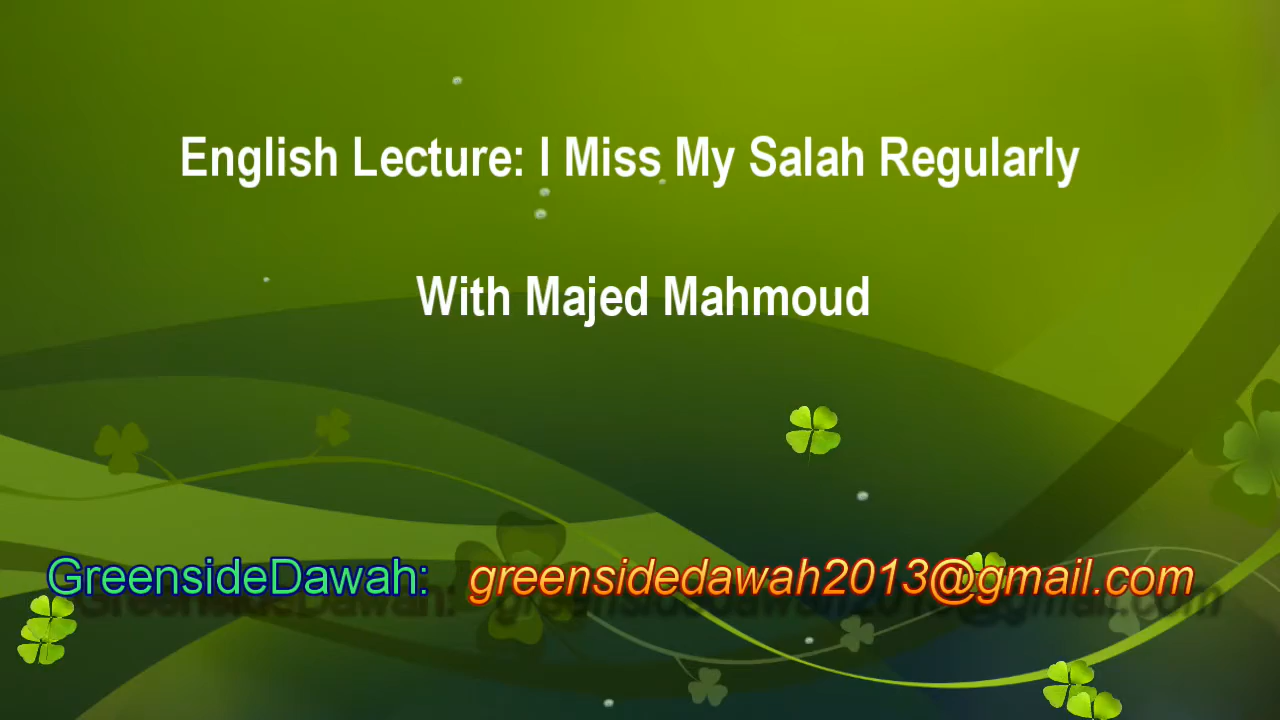 English Lecture: I Miss My Salah Regularly
With Majed Mahmoud
GreensideDawah: greensidedawah2013@gmail.com